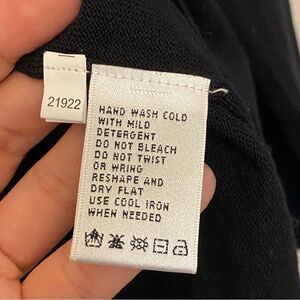 21922
HAND WASH COLD
WITH MILD
DETERGENT
DO NOT BLEACH
DO NOT TWIST
OR WRING
RESHAPE AND
DRY FLAT
USE COOL IRON
WHEN NEEDED